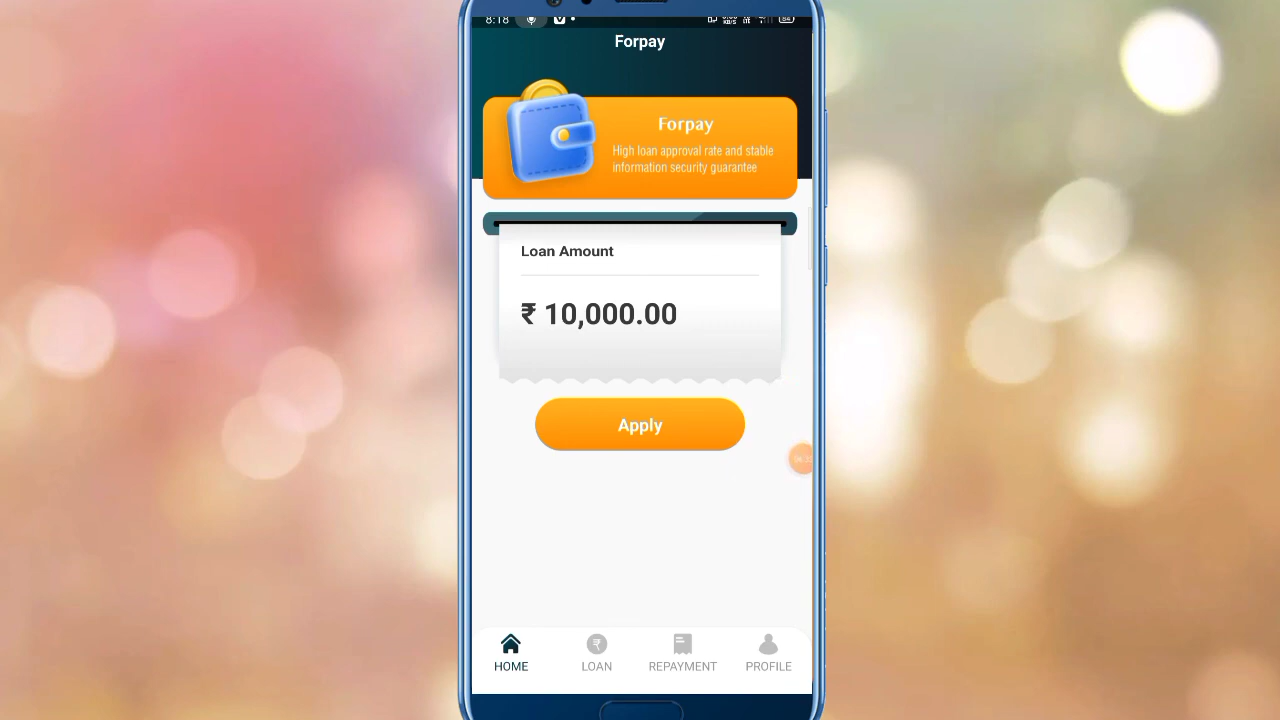 8:18
Forpay
Forpay
High loan approval rate and stable
information security guarantee
Loan Amount
₹ 10,000.00
Apply
HOME
LOAN
REPAYMENT
PROFILE